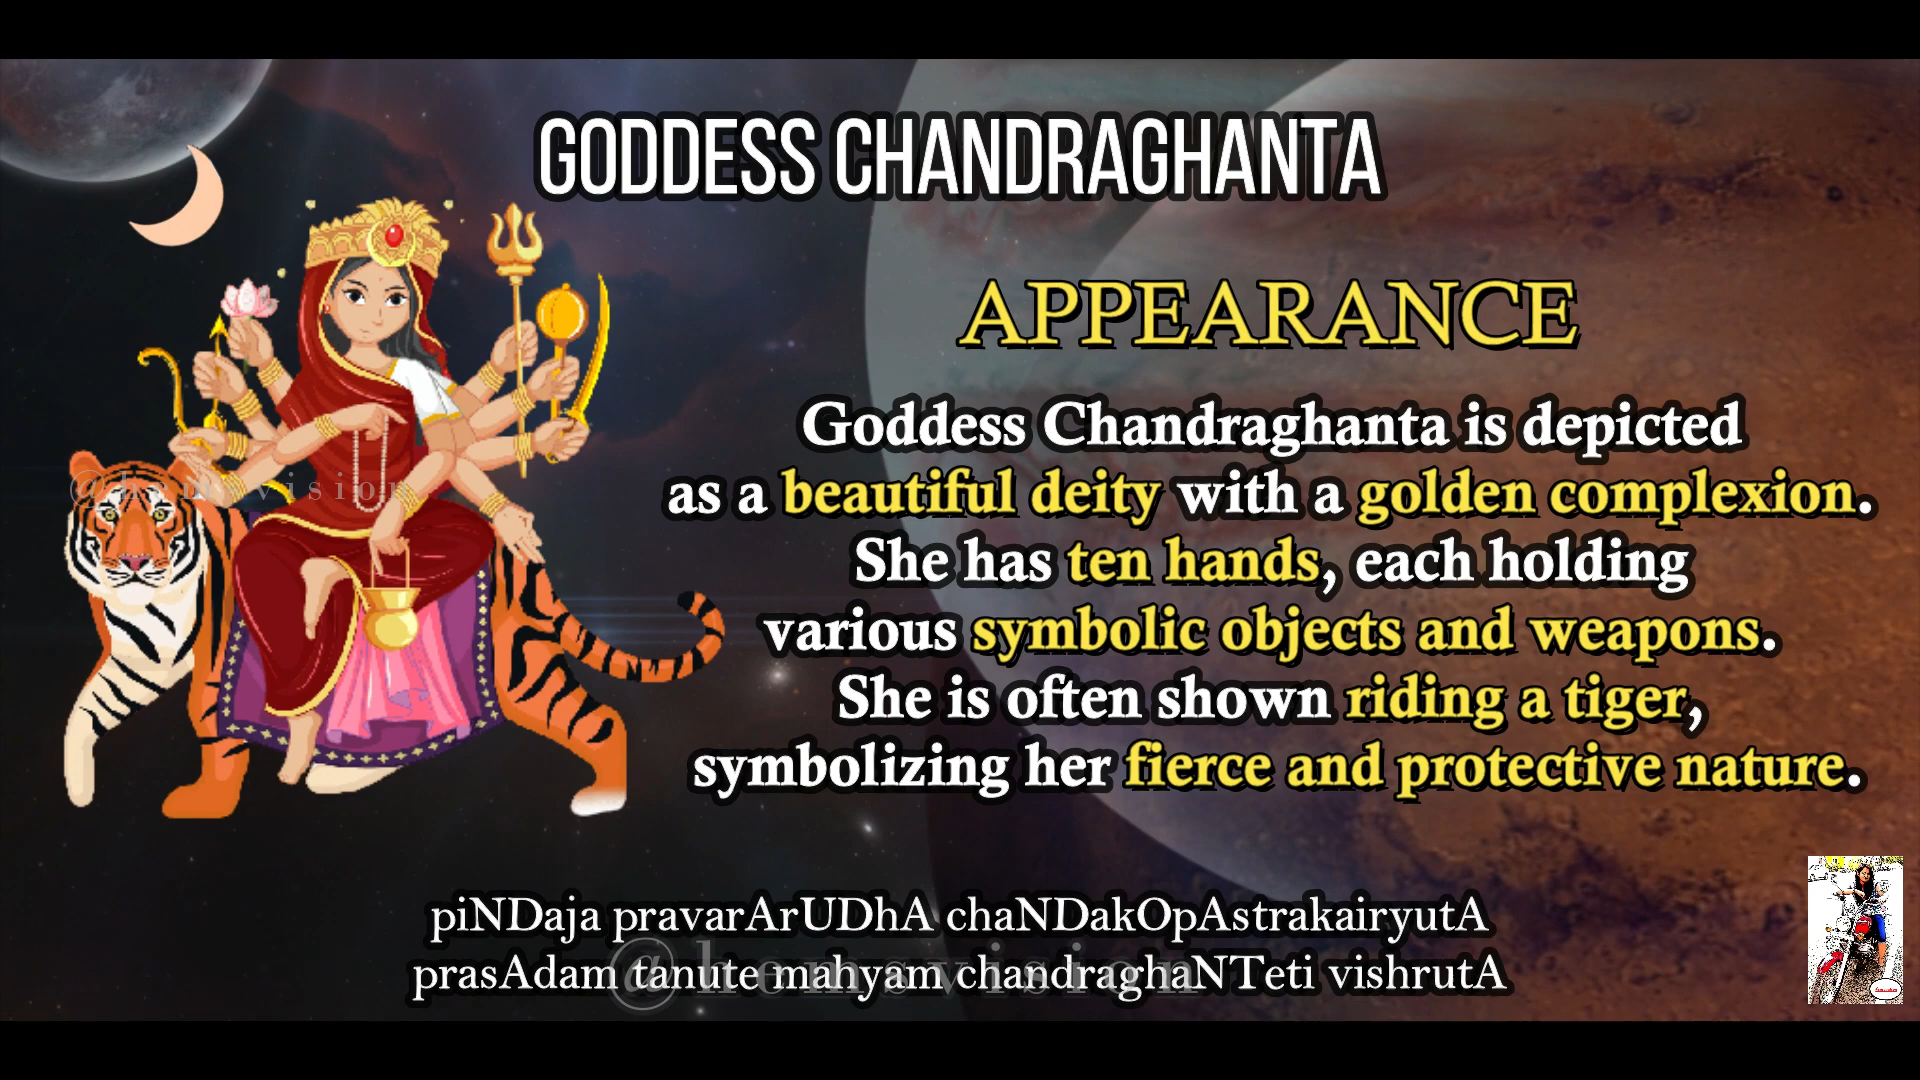 GODDESS CHANDRAGHANTA
APPEARANCE
Goddess Chandraghanta is depicted
as a beautiful deity with a golden complexion.
She has ten hands, each holding
various symbolic objects and weapons.
She is often shown riding a tiger,
symbolizing her fierce and protective nature.
@hemsvision
piNDaja pravarArUDhA chaNDakOpAstrakairyutA
prasAdam tanute mahyam chandraghaNTeti vishrutA
@hemsvision